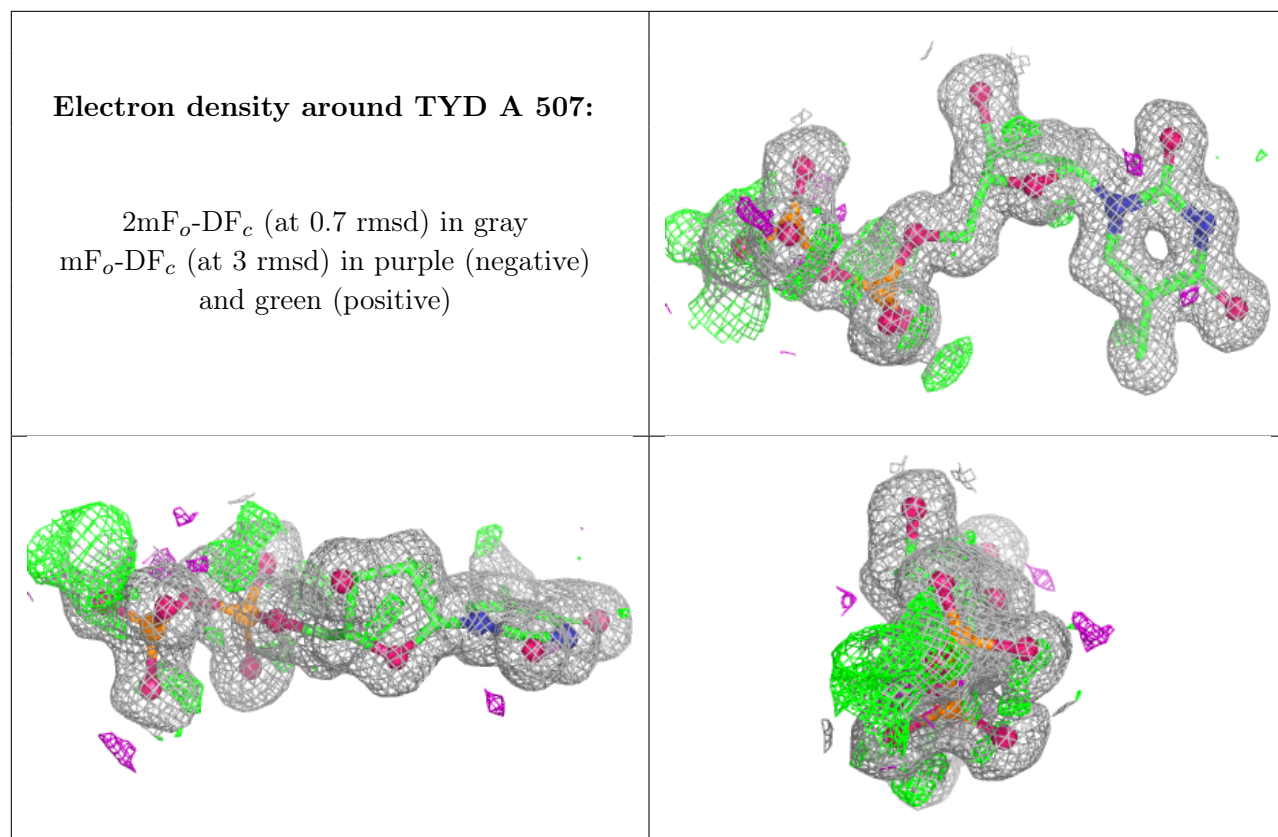 Electron density around TYD A 507:
2mFo-DFc (at 0.7 rmsd) in gray
mFo-DFc (at 3 rmsd) in purple (negative)
and green (positive)